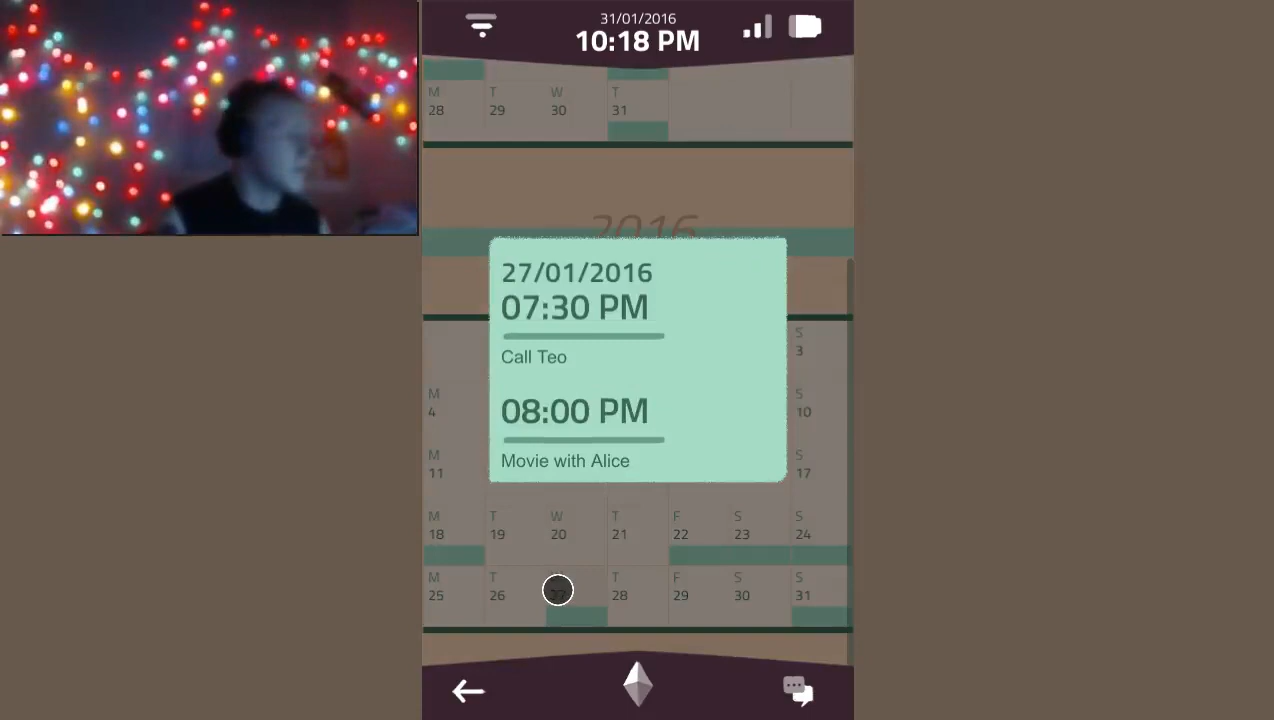 31/01/2016
10:18 PM
M T W T
28 29 30 31
2016
27/01/2016
07:30 PM
Call Teo
08:00 PM
Movie with Alice
S
3
M S
4 10
M S
11 17
M T W T F S S
18 19 20 21 22 23 24
M T T F S S
25 26 27 28 29 30 31